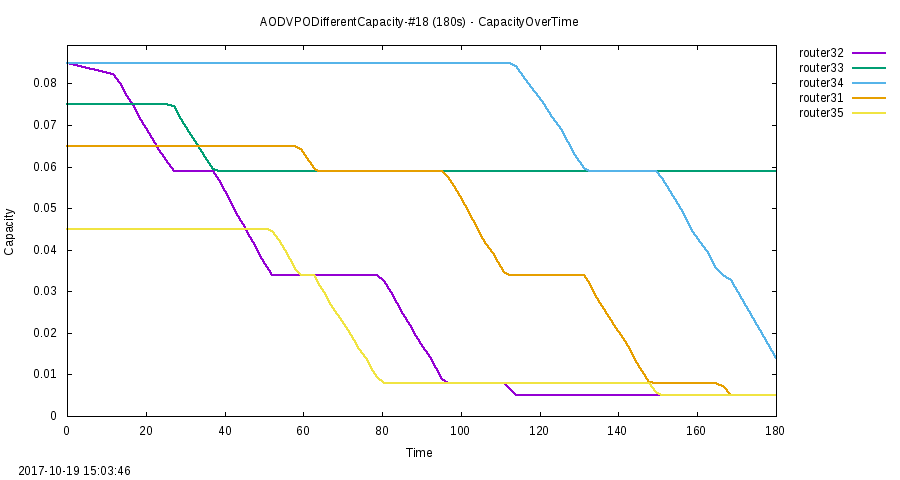 AODVPODifferentCapacity-#18 (180s) - CapacityOverTime
router32
router33
router34
router31
router35
0.08
0.07
0.06
0.05
0.04
0.03
0.02
0.01
0
Capacity
0 20 40 60 80 100 120 140 160 180
Time
2017-10-19 15:03:46